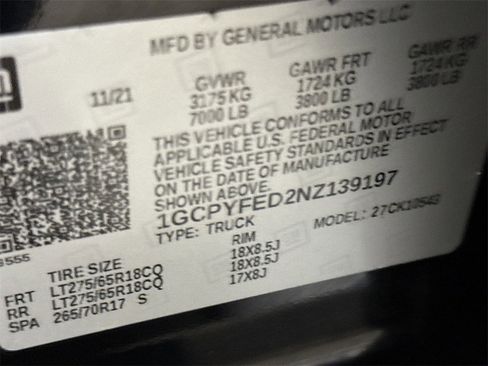 MFD BY GENERAL MOTORS LLC
11/21
GVWR GAWR FRT GAWR RR
3175 KG 1724 KG 1724 KG
7000 LB 3800 LB 3800 LB
THIS VEHICLE CONFORMS TO ALL
APPLICABLE U.S. FEDERAL MOTOR
VEHICLE SAFETY STANDARDS IN EFFECT
ON THE DATE OF MANUFACTURE
SHOWN ABOVE.
1GCPYFED2NZ139197
TYPE: TRUCK MODEL: 27CK10543
TIRE SIZE RIM
FRT LT275/65R18CQ 18X8.5J
RR LT275/65R18CQ 18X8.5J
SPA 265/70R17 S 17X8J